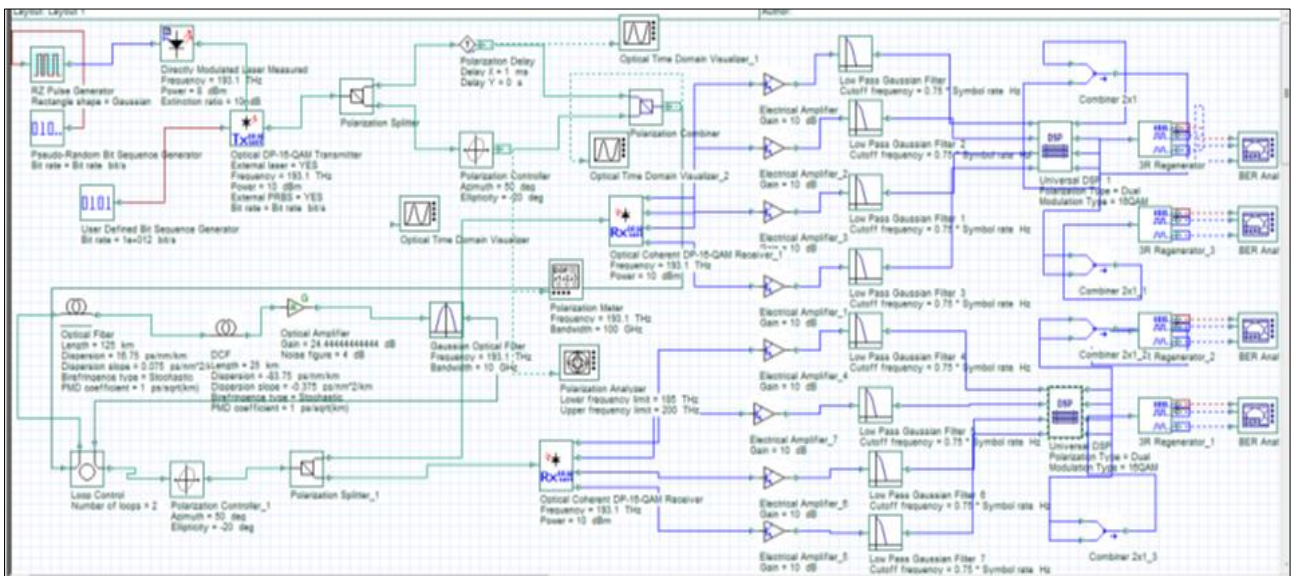 Layout: Layout 1
Author:
RZ Pulse Generator
Rectangle shape = Gaussian
010..
Pseudo-Random Bit Sequence Generator
Bit rate = Bit rate bit/s
0101
User Defined Bit Sequence Generator
Bit rate = 1e+012 bit/s
Directly Modulated Laser Measured
Frequency = 193.1 THz
Extinction ratio = 10 dB
Optical DP-16-QAM Transmitter
External laser = YES
Frequency = 193.1 THz
Power = 10 dBm
External PRBS = YES
Bit rate = Bit rate bit/s
Polarization Splitter
Polarization Delay
Delay X = 1 ms
Delay Y = 0 s
Optical Time Domain Visualizer_1
Polarization Combiner
Polarization Controller
Azimuth = 50 deg
Ellipticity = -20 deg
Optical Time Domain Visualizer_2
Optical Time Domain Visualizer
Optical Coherent DP-16-QAM Receiver_1
Frequency = 193.1 THz
Power = 10 dBm
Polarization Meter
Frequency = 193.1 THz
Bandwidth = 100 GHz
Polarization Analyzer
Lower frequency limit = 185 THz
Upper frequency limit = 200 THz
Optical Fiber
Length = 125 km
Dispersion = 16.75 ps/nm/km
Dispersion slope = 0.075 ps/nm^2/k
Birefringence type = Stochastic
PMD coefficient = 1 ps/sqrt(km)
DCF
Length = 25 km
Dispersion = -83.75 ps/nm/km
Dispersion slope = -0.375 ps/nm^2/km
Birefringence type = Stochastic
PMD coefficient = 1 ps/sqrt(km)
Optical Amplifier
Gain = 24.44444444444 dB
Noise figure = 4 dB
Gaussian Optical Filter
Frequency = 193.1 THz
Bandwidth = 10 GHz
Loop Control
Number of loops = 2
Polarization Controller_1
Azimuth = 50 deg
Ellipticity = -20 deg
Polarization Splitter_1
Optical Coherent DP-16-QAM Receiver
Frequency = 193.1 THz
Power = 10 dBm
Electrical Amplifier
Gain = 10 dB
Electrical Amplifier_2
Gain = 10 dB
Electrical Amplifier_3
Electrical Amplifier_1
Gain = 10 dB
Electrical Amplifier_4
Gain = 10 dB
Electrical Amplifier_7
Gain = 10 dB
Electrical Amplifier_6
Gain = 10 dB
Electrical Amplifier_5
Gain = 10 dB
Low Pass Gaussian Filter
Cutoff frequency = 0.75 * Symbol rate Hz
Low Pass Gaussian Filter 2
Cutoff frequency = 0.75 * Symbol rate Hz
Low Pass Gaussian Filter 1
Cutoff frequency = 0.75 * Symbol rate Hz
Low Pass Gaussian Filter 3
Cutoff frequency = 0.75 * Symbol rate Hz
Low Pass Gaussian Filter 4
Cutoff frequency = 0.75 * Symbol rate Hz
Low Pass Gaussian Filter
Cutoff frequency = 0.75 * Symbol rate Hz
Low Pass Gaussian Filter 6
Cutoff frequency = 0.75 * Symbol rate Hz
Low Pass Gaussian Filter 7
Cutoff frequency = 0.75 * Symbol rate Hz
DSP
Universal DSP_1
Polarization Type = Dual
Modulation Type = 16QAM
DSP
Universal DSP
Polarization Type = Dual
Modulation Type = 16QAM
Combiner 2x1
Combiner 2x1_1
Combiner 2x1_2
Combiner 2x1_3
3R Regenerator
3R Regenerator_3
3R Regenerator_2
3R Regenerator_1
BER Anal
BER Anal
BER Anal
BER Anal